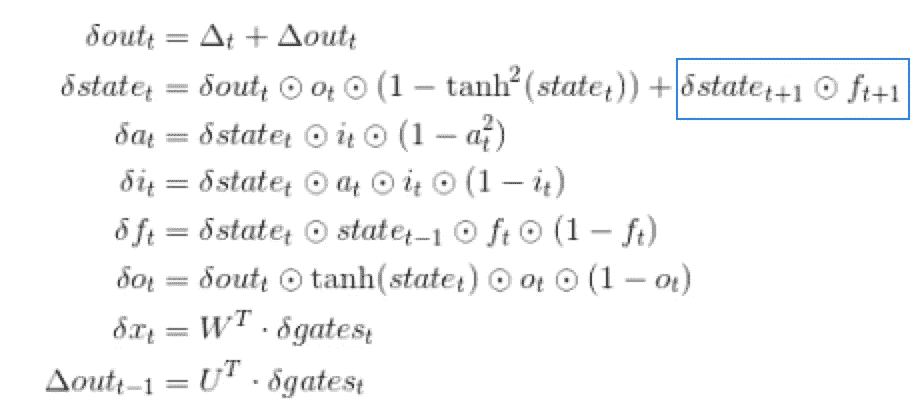 δout_t = Δ_t + Δout_t
δstate_t = δout_t ⊙ o_t ⊙ (1 − tanh²(state_t)) + δstate_{t+1} ⊙ f_{t+1}
δa_t = δstate_t ⊙ i_t ⊙ (1 − a_t²)
δi_t = δstate_t ⊙ a_t ⊙ i_t ⊙ (1 − i_t)
δf_t = δstate_t ⊙ state_{t−1} ⊙ f_t ⊙ (1 − f_t)
δo_t = δout_t ⊙ tanh(state_t) ⊙ o_t ⊙ (1 − o_t)
δx_t = W^T · δgates_t
Δout_{t−1} = U^T · δgates_t